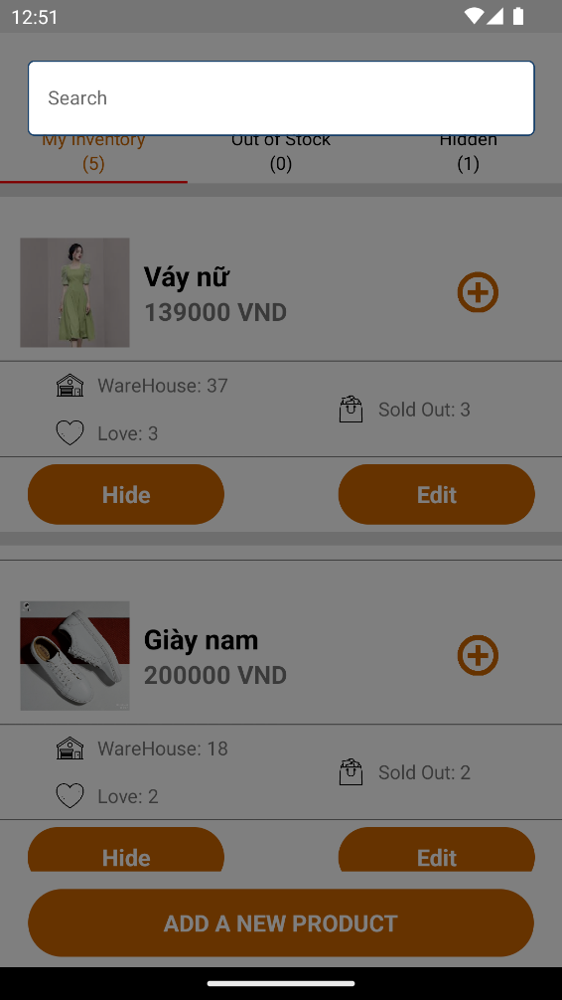 12:51
Search
My Inventory
(5)
Out of Stock
(0)
Hidden
(1)
Váy nữ
139000 VND
WareHouse: 37
Love: 3
Sold Out: 3
Hide
Edit
Giày nam
200000 VND
WareHouse: 18
Love: 2
Sold Out: 2
Hide
Edit
ADD A NEW PRODUCT